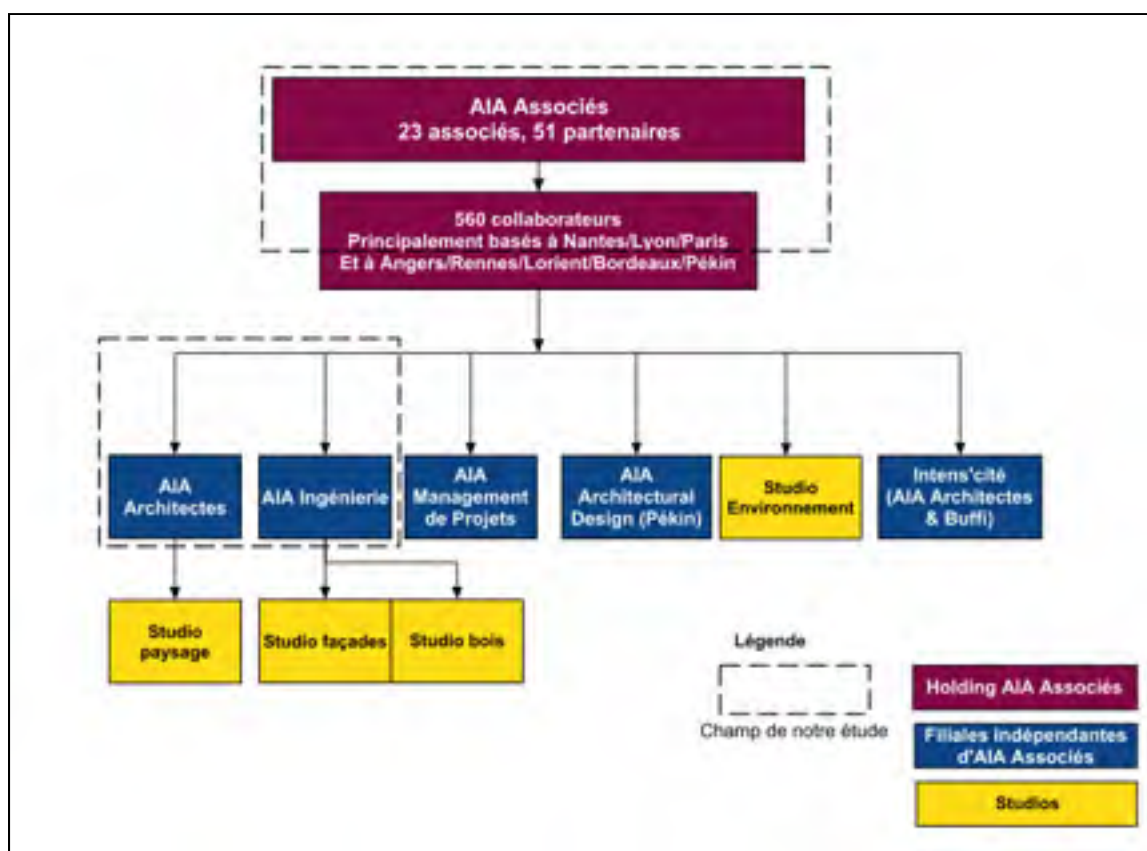 AIA Associés
23 associés, 51 partenaires
560 collaborateurs
Principalement basés à Nantes/Lyon/Paris
Et à Angers/Rennes/Lorient/Bordeaux/Pékin
AIA
Architectes
AIA Ingénierie
AIA
Management
de Projets
AIA
Architectural
Design (Pékin)
Studio
Environnement
Intens'cité
(AIA Architectes
& Buffi)
Studio
paysage
Studio façades
Studio bois
Légende
Champ de notre étude
Holding AIA Associés
Filiales indépendantes
d'AIA Associés
Studios